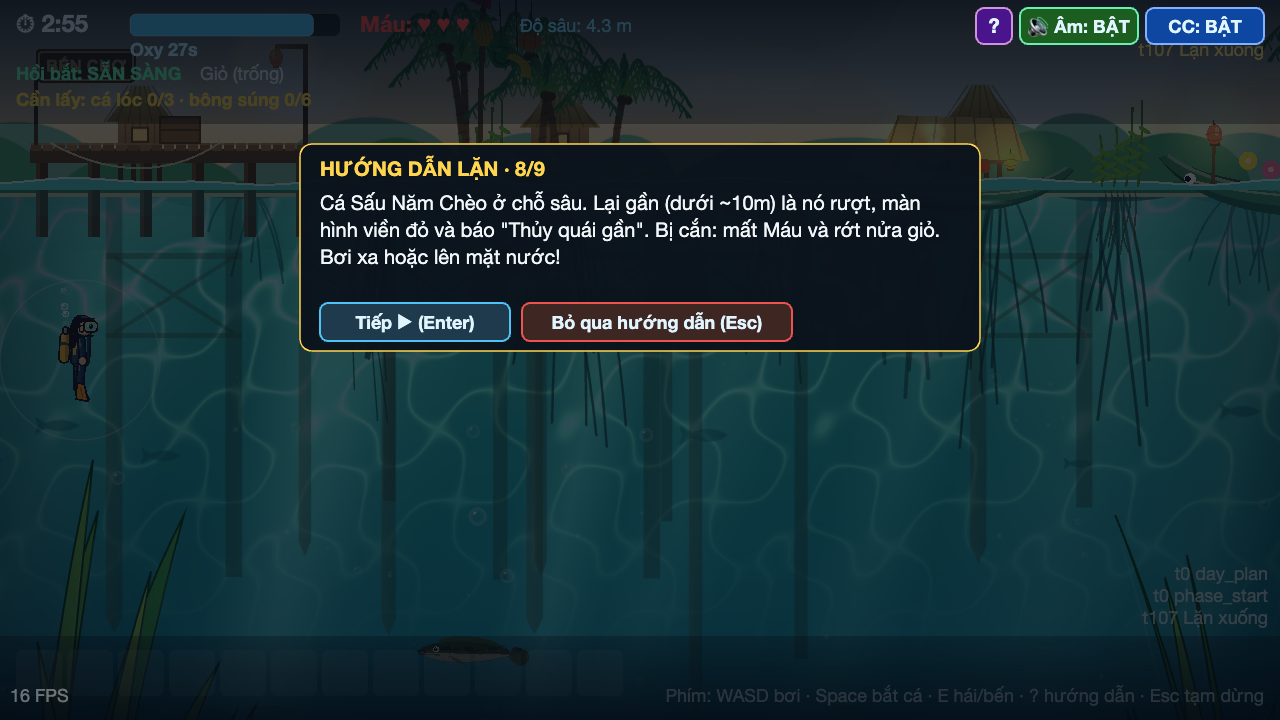 2:55
Oxy 27s
Máu: ♥ ♥ ♥
Độ sâu: 4.3 m
?
Âm: BẬT
CC: BẬT
t107 Lặn xuống
BẾN CHỢ
Hồi bắt: SẴN SÀNG Giỏ (trống)
Cần lấy: cá lóc 0/3 · bông súng 0/6
HƯỚNG DẪN LẶN · 8/9
Cá Sấu Năm Chèo ở chỗ sâu. Lại gần (dưới ~10m) là nó rượt, màn
hình viền đỏ và báo "Thủy quái gần". Bị cắn: mất Máu và rớt nửa giỏ.
Bơi xa hoặc lên mặt nước!
Tiếp ▶ (Enter)
Bỏ qua hướng dẫn (Esc)
t0 day_plan
t0 phase_start
t107 Lặn xuống
16 FPS
Phím: WASD bơi · Space bắt cá · E hái/bến · ? hướng dẫn · Esc tạm dừng